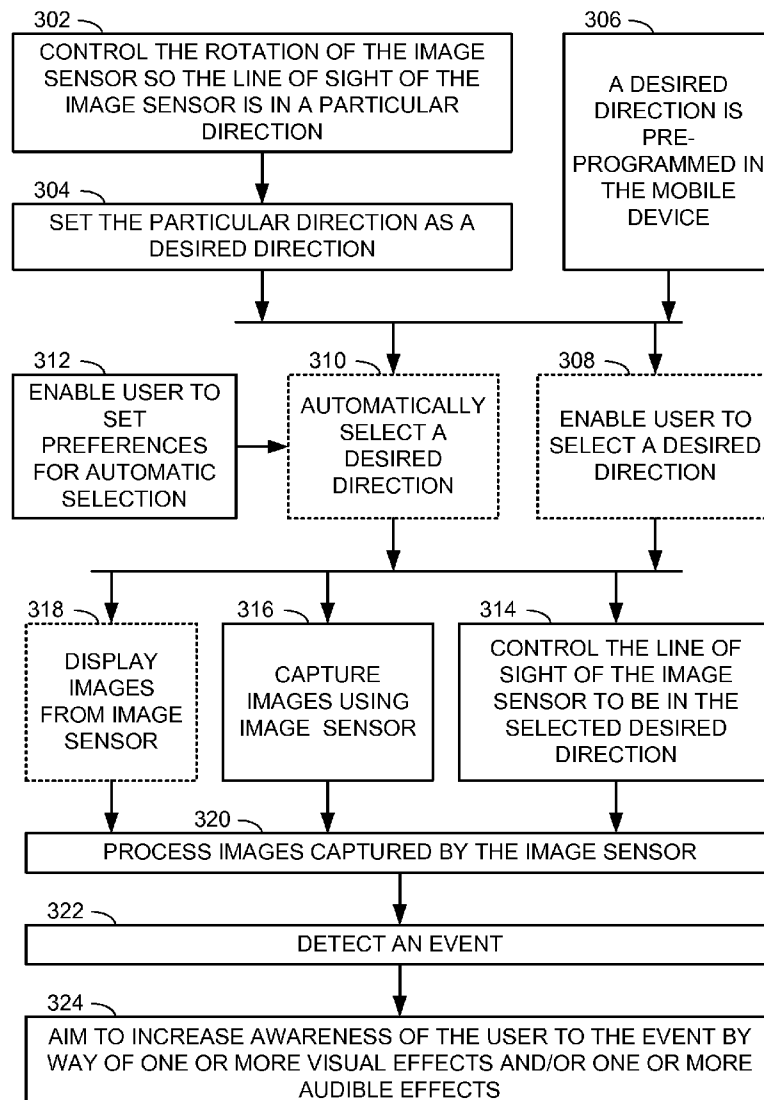 302
CONTROL THE ROTATION OF THE IMAGE
SENSOR SO THE LINE OF SIGHT OF THE
IMAGE SENSOR IS IN A PARTICULAR
DIRECTION
306
A DESIRED
DIRECTION IS
PRE-
PROGRAMMED IN
THE MOBILE
DEVICE
304
SET THE PARTICULAR DIRECTION AS A
DESIRED DIRECTION
312
ENABLE USER TO
SET
PREFERENCES
FOR AUTOMATIC
SELECTION
310
AUTOMATICALLY
SELECT A
DESIRED
DIRECTION
308
ENABLE USER TO
SELECT A DESIRED
DIRECTION
318
DISPLAY
IMAGES
FROM IMAGE
SENSOR
316
CAPTURE
IMAGES USING
IMAGE SENSOR
314
CONTROL THE LINE OF
SIGHT OF THE IMAGE
SENSOR TO BE IN THE
SELECTED DESIRED
DIRECTION
320
PROCESS IMAGES CAPTURED BY THE IMAGE SENSOR
322
DETECT AN EVENT
324
AIM TO INCREASE AWARENESS OF THE USER TO THE EVENT BY
WAY OF ONE OR MORE VISUAL EFFECTS AND/OR ONE OR MORE
AUDIBLE EFFECTS